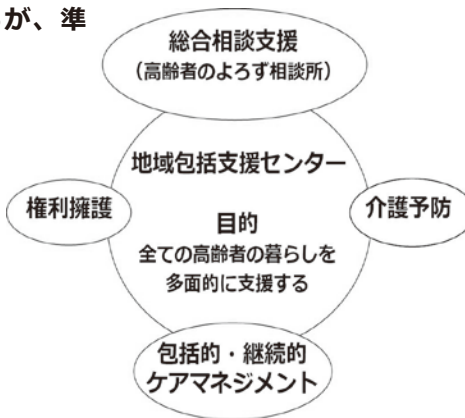 が、準
総合相談支援
（高齢者のよろず相談所）
地域包括支援センター
権利擁護
介護予防
目的
全ての高齢者の暮らしを
多面的に支援する
包括的・継続的
ケアマネジメント